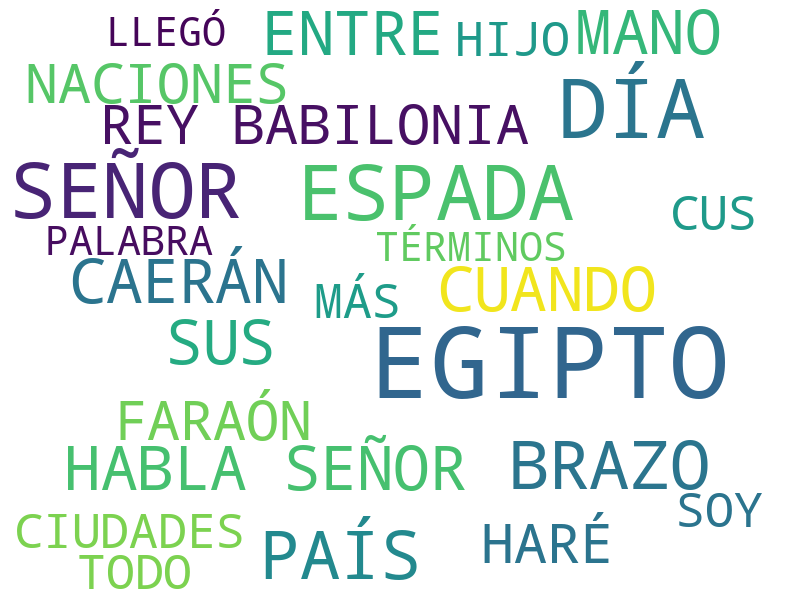 LLEGÓ ENTRE HIJO MANO
NACIONES
REY BABILONIA DÍA
SEÑOR ESPADA CUS
PALABRA TÉRMINOS
CAERÁN MÁS CUANDO
SUS EGIPTO
FARAÓN
HABLA SEÑOR BRAZO
SOY
CIUDADES PAÍS HARÉ
TODO